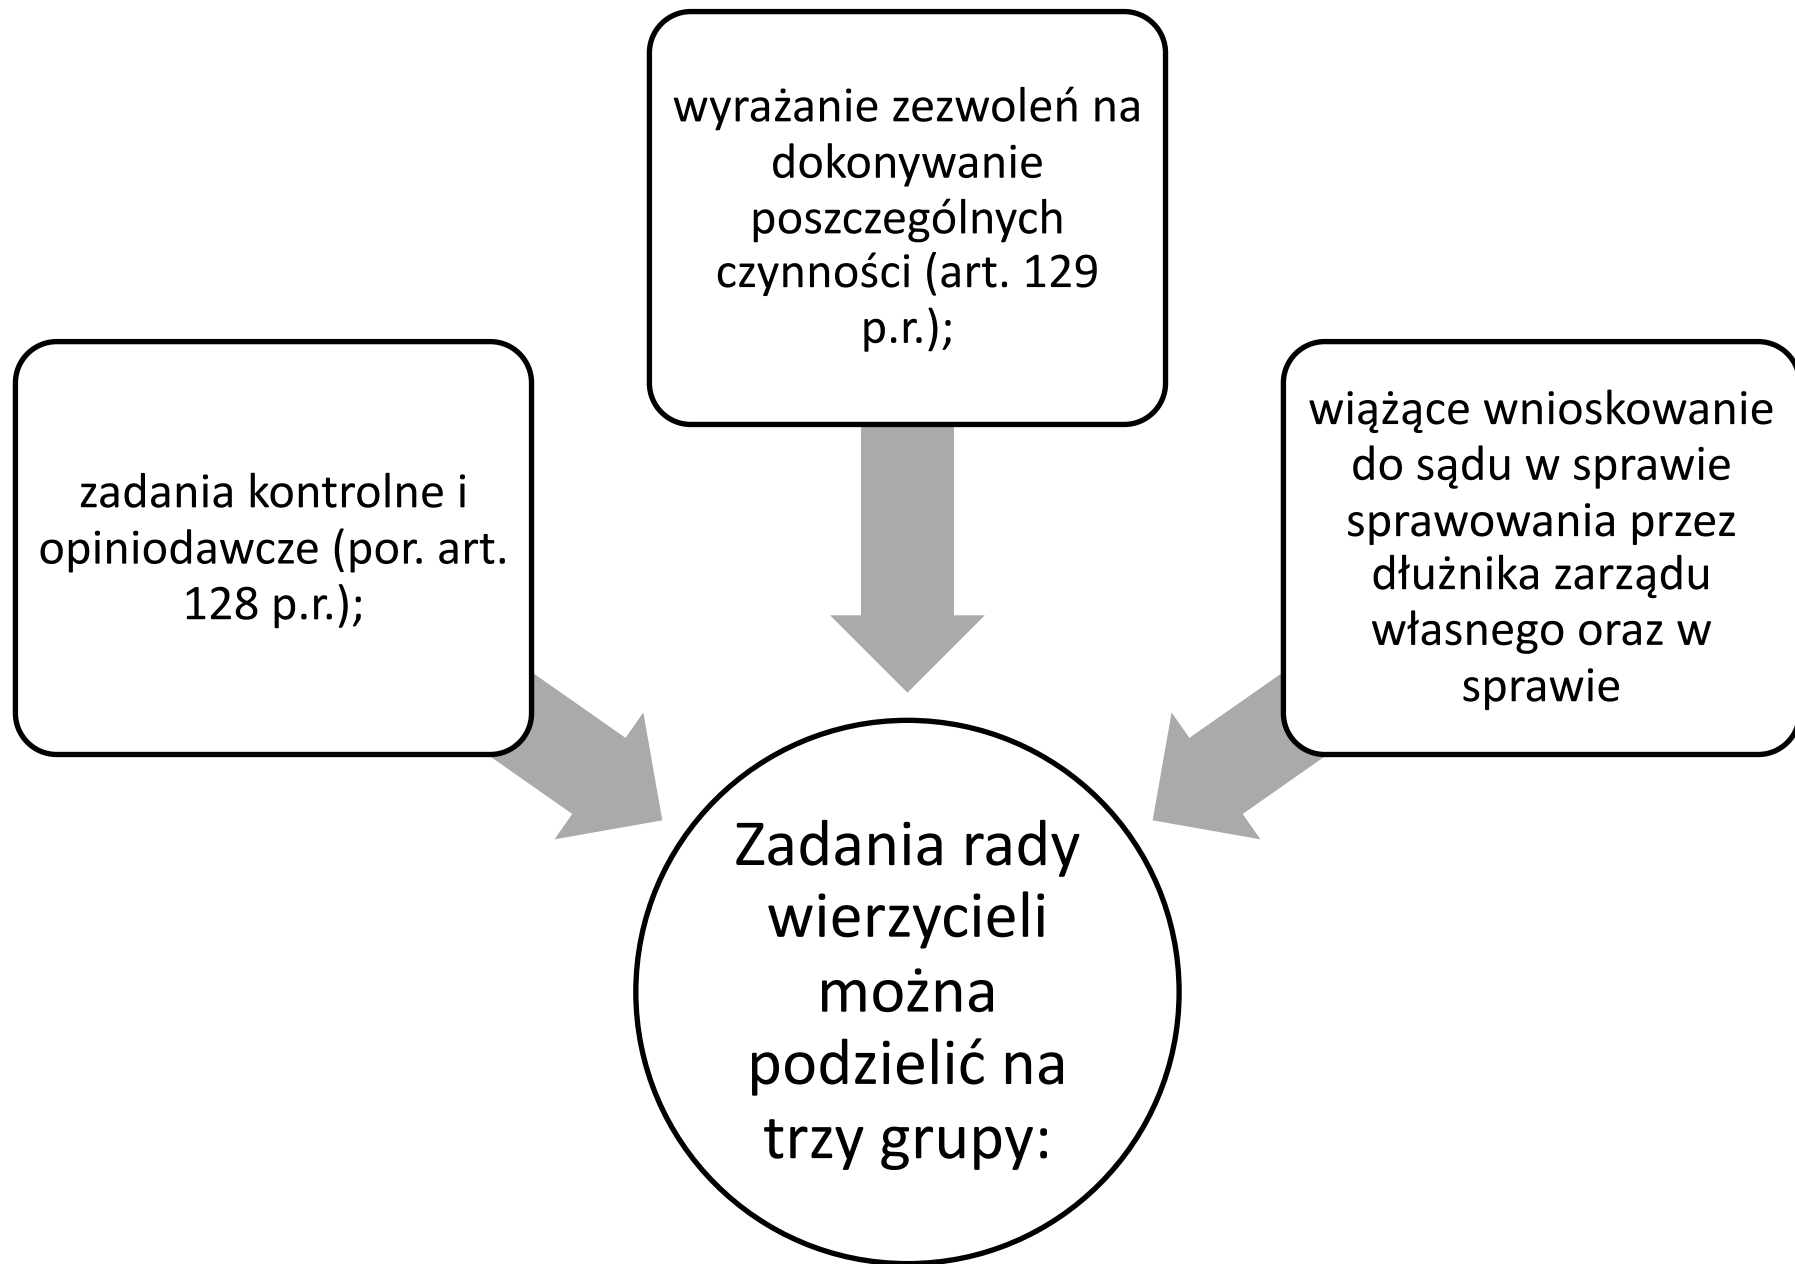 wyrażanie zezwoleń na
dokonywanie
poszczególnych
czynności (art. 129
p.r.);
zadania kontrolne i
opiniodawcze (por. art.
128 p.r.);
wiążące wnioskowanie
do sądu w sprawie
sprawowania przez
dłużnika zarządu
własnego oraz w
sprawie
Zadania rady
wierzycieli
można
podzielić na
trzy grupy: